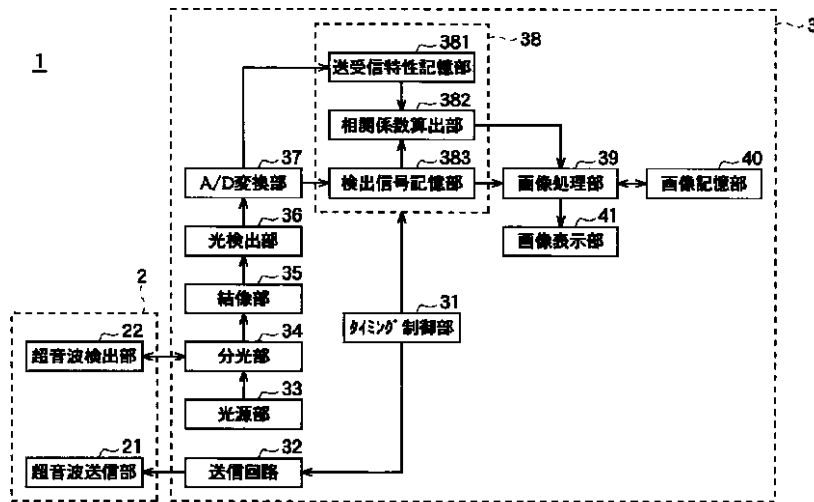 1
3
38
381
送受信特性記憶部
382
相関係数算出部
37
A/D変換部
383
検出信号記憶部
39
画像処理部
40
画像記憶部
36
光検出部
41
画像表示部
35
結像部
31
タイミング制御部
2
22
超音波検出部
34
分光部
33
光源部
21
超音波送信部
32
送信回路